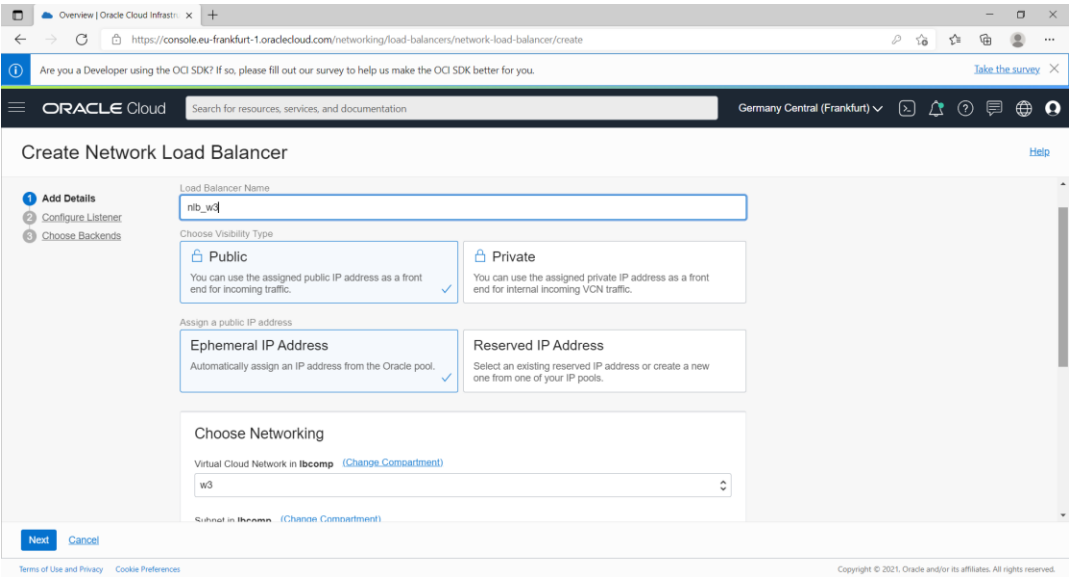 Overview | Oracle Cloud Infrastru
https://console.eu-frankfurt-1.oraclecloud.com/networking/load-balancers/network-load-balancer/create
Are you a Developer using the OCI SDK? If so, please fill out our survey to help us make the OCI SDK better for you.
Take the survey
ORACLE Cloud
Search for resources, services, and documentation
Germany Central (Frankfurt)
Create Network Load Balancer
Help
1 Add Details
2 Configure Listener
3 Choose Backends
Load Balancer Name
nlb_w3
Choose Visibility Type
Public
You can use the assigned public IP address as a front
end for incoming traffic.
Private
You can use the assigned private IP address as a front
end for internal incoming VCN traffic.
Assign a public IP address
Ephemeral IP Address
Automatically assign an IP address from the Oracle pool.
Reserved IP Address
Select an existing reserved IP address or create a new
one from one of your IP pools.
Choose Networking
Virtual Cloud Network in lbcomp (Change Compartment)
w3
Subnet in lbcomp (Change Compartment)
Next
Cancel
Terms of Use and Privacy Cookie Preferences
Copyright © 2021, Oracle and/or its affiliates. All rights reserved.